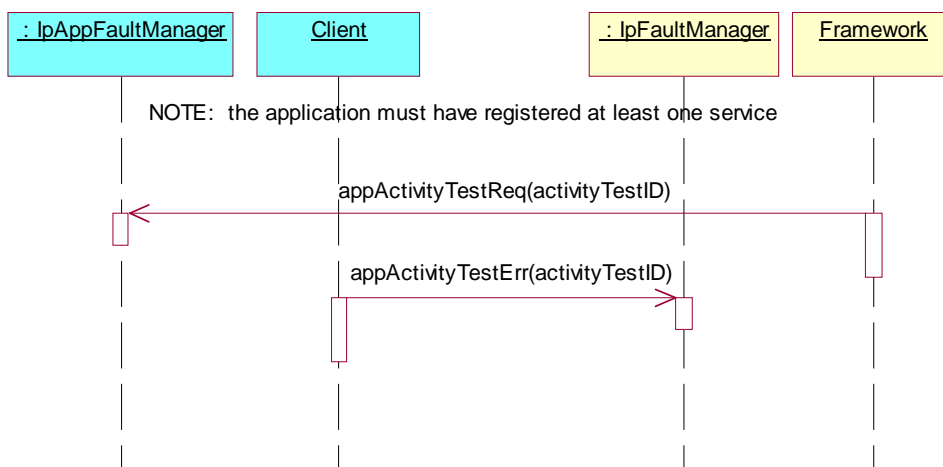 : IpAppFaultManager
Client
: IpFaultManager
Framework
NOTE: the application must have registered at least one service
appActivityTestReq(activityTestID)
appActivityTestErr(activityTestID)